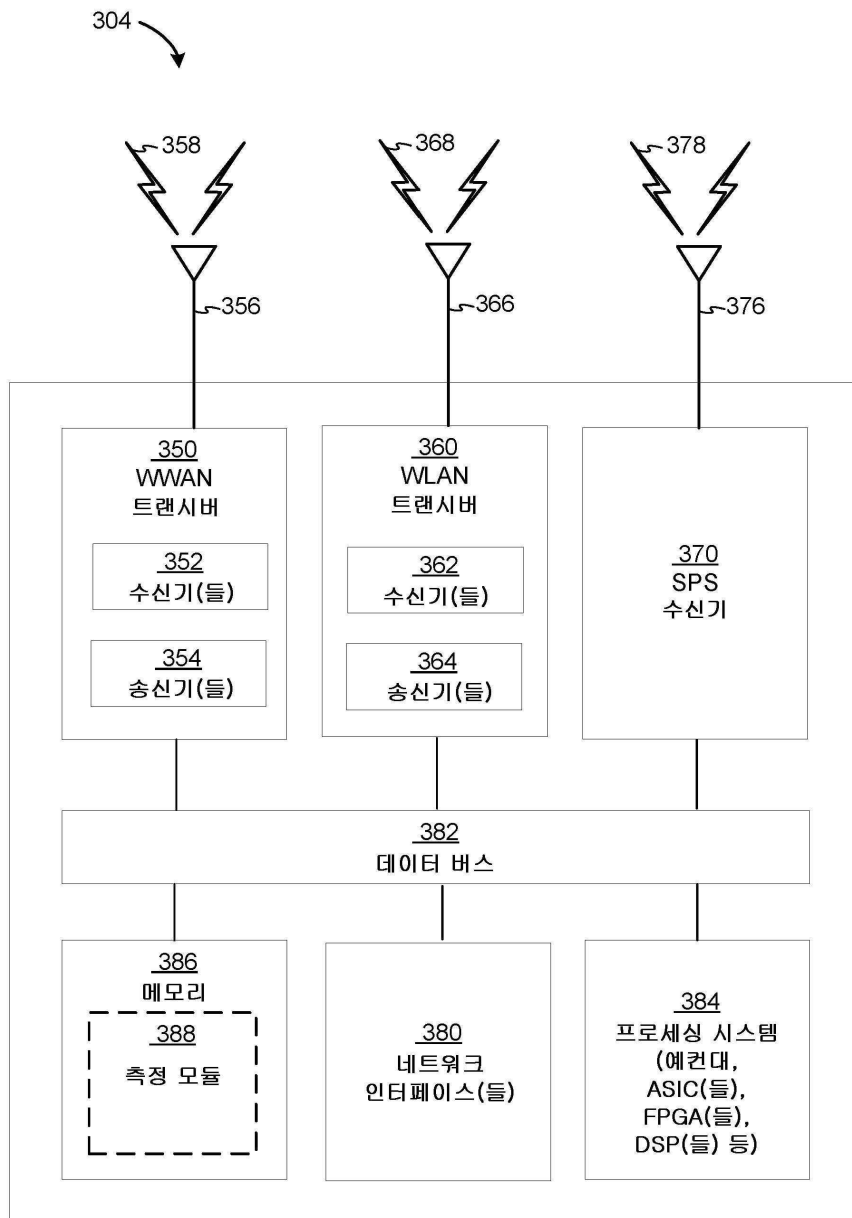 304
358
368
378
356
366
376
350
WWAN
트랜시버
352
수신기(들)
354
송신기(들)
360
WLAN
트랜시버
362
수신기(들)
364
송신기(들)
370
SPS
수신기
382
데이터 버스
386
메모리
388
측정 모듈
380
네트워크
인터페이스(들)
384
프로세싱 시스템
(예컨대,
ASIC(들),
FPGA(들),
DSP(들) 등)